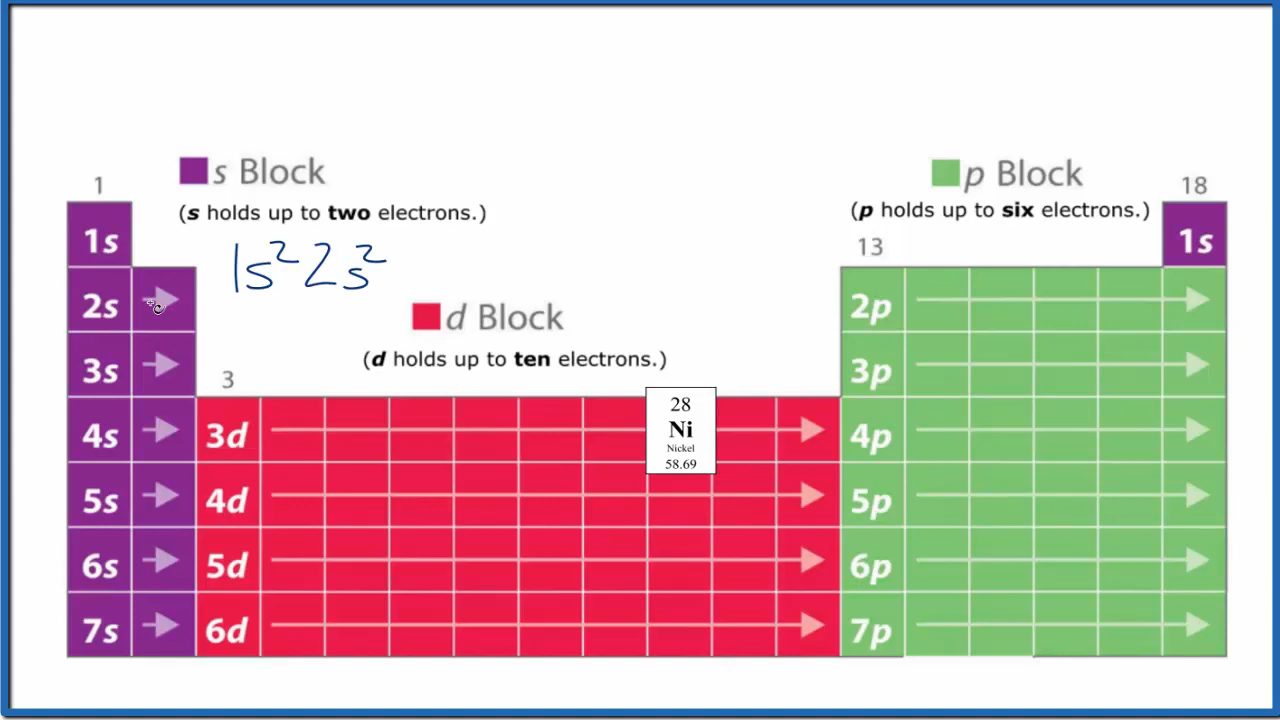 s Block
p Block
1
18
(s holds up to two electrons.)
(p holds up to six electrons.)
1s² 2s²
13
1s
1s
2s
2p
d Block
(d holds up to ten electrons.)
3s
3p
3
28
Ni
Nickel
58.69
4s
3d
4p
5s
4d
5p
6s
5d
6p
7s
6d
7p